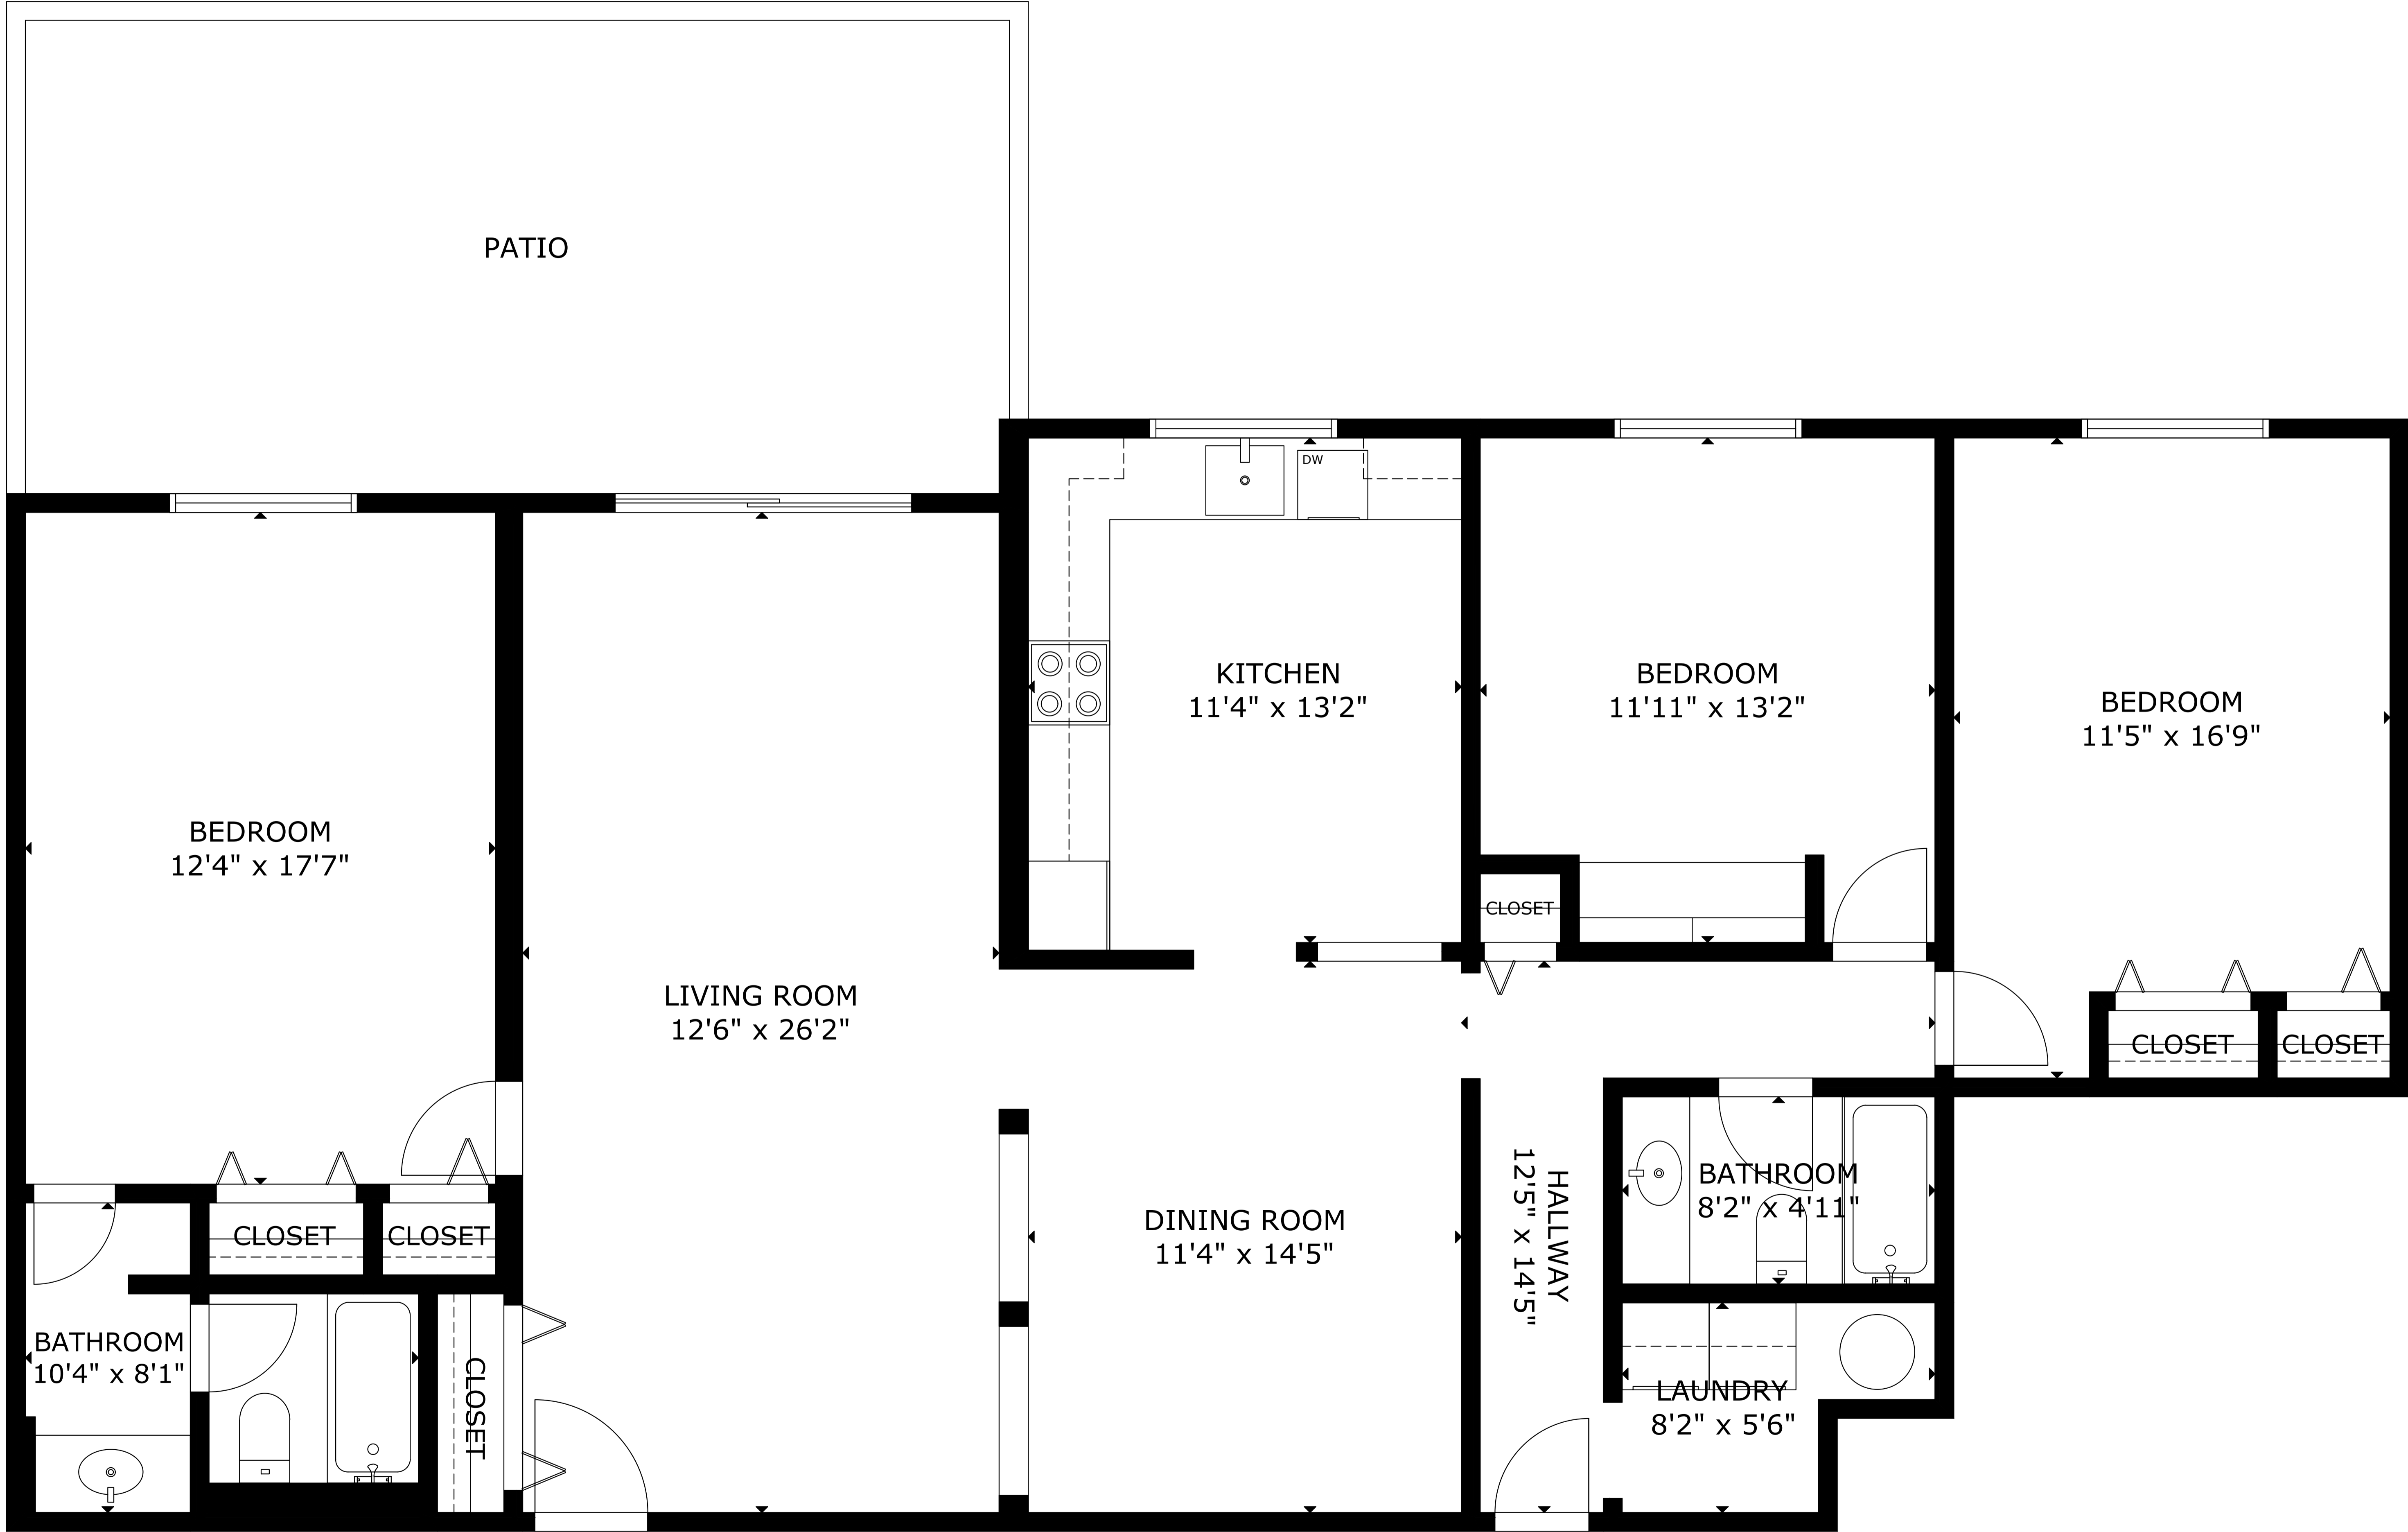 PATIO
DW
KITCHEN
11'4" x 13'2"
BEDROOM
11'11" x 13'2"
BEDROOM
11'5" x 16'9"
BEDROOM
12'4" x 17'7"
CLOSET
LIVING ROOM
12'6" x 26'2"
CLOSET
CLOSET
CLOSET
CLOSET
DINING ROOM
11'4" x 14'5"
HALLWAY
12'5" x 14'5"
BATHROOM
8'2" x 4'11"
BATHROOM
10'4" x 8'1"
CLOSET
LAUNDRY
8'2" x 5'6"